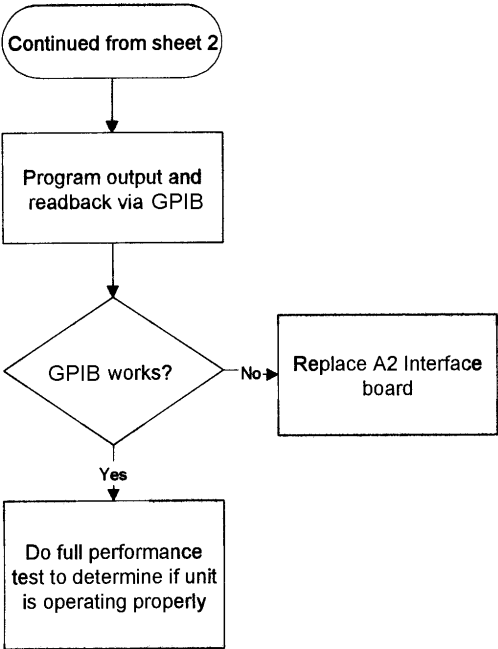 Continued from sheet 2
Program output and
readback via GPIB
GPIB works?
No
Replace A2 Interface
board
Yes
Do full performance
test to determine if unit
is operating properly